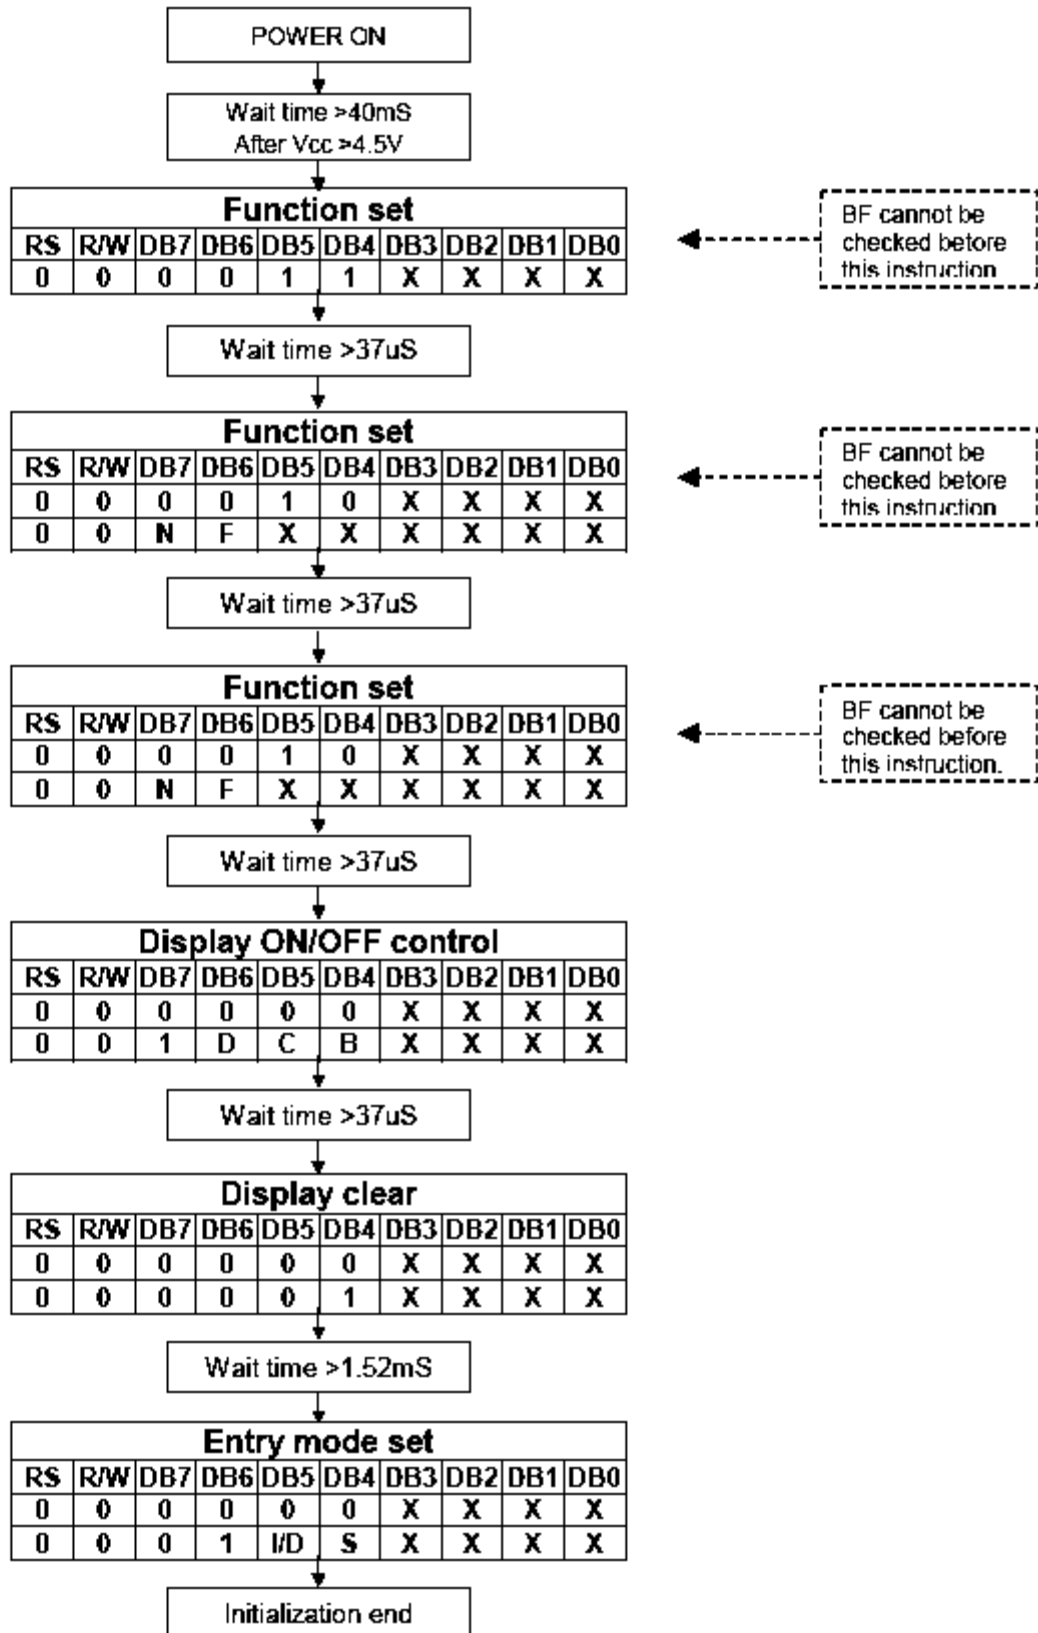 POWER ON
Wait time >40mS
After Vcc >4.5V
Function set
RS R/W DB7 DB6 DB5 DB4 DB3 DB2 DB1 DB0
0 0 0 0 1 1 X X X X
BF cannot be
checked before
this instruction
Wait time >37uS
Function set
RS R/W DB7 DB6 DB5 DB4 DB3 DB2 DB1 DB0
0 0 0 0 1 0 X X X X
0 0 N F X X X X X X
BF cannot be
checked before
this instruction
Wait time >37uS
Function set
RS R/W DB7 DB6 DB5 DB4 DB3 DB2 DB1 DB0
0 0 0 0 1 0 X X X X
0 0 N F X X X X X X
BF cannot be
checked before
this instruction.
Wait time >37uS
Display ON/OFF control
RS R/W DB7 DB6 DB5 DB4 DB3 DB2 DB1 DB0
0 0 0 0 0 0 X X X X
0 0 1 D C B X X X X
Wait time >37uS
Display clear
RS R/W DB7 DB6 DB5 DB4 DB3 DB2 DB1 DB0
0 0 0 0 0 0 X X X X
0 0 0 0 0 1 X X X X
Wait time >1.52mS
Entry mode set
RS R/W DB7 DB6 DB5 DB4 DB3 DB2 DB1 DB0
0 0 0 0 0 0 X X X X
0 0 0 1 I/D S X X X X
Initialization end